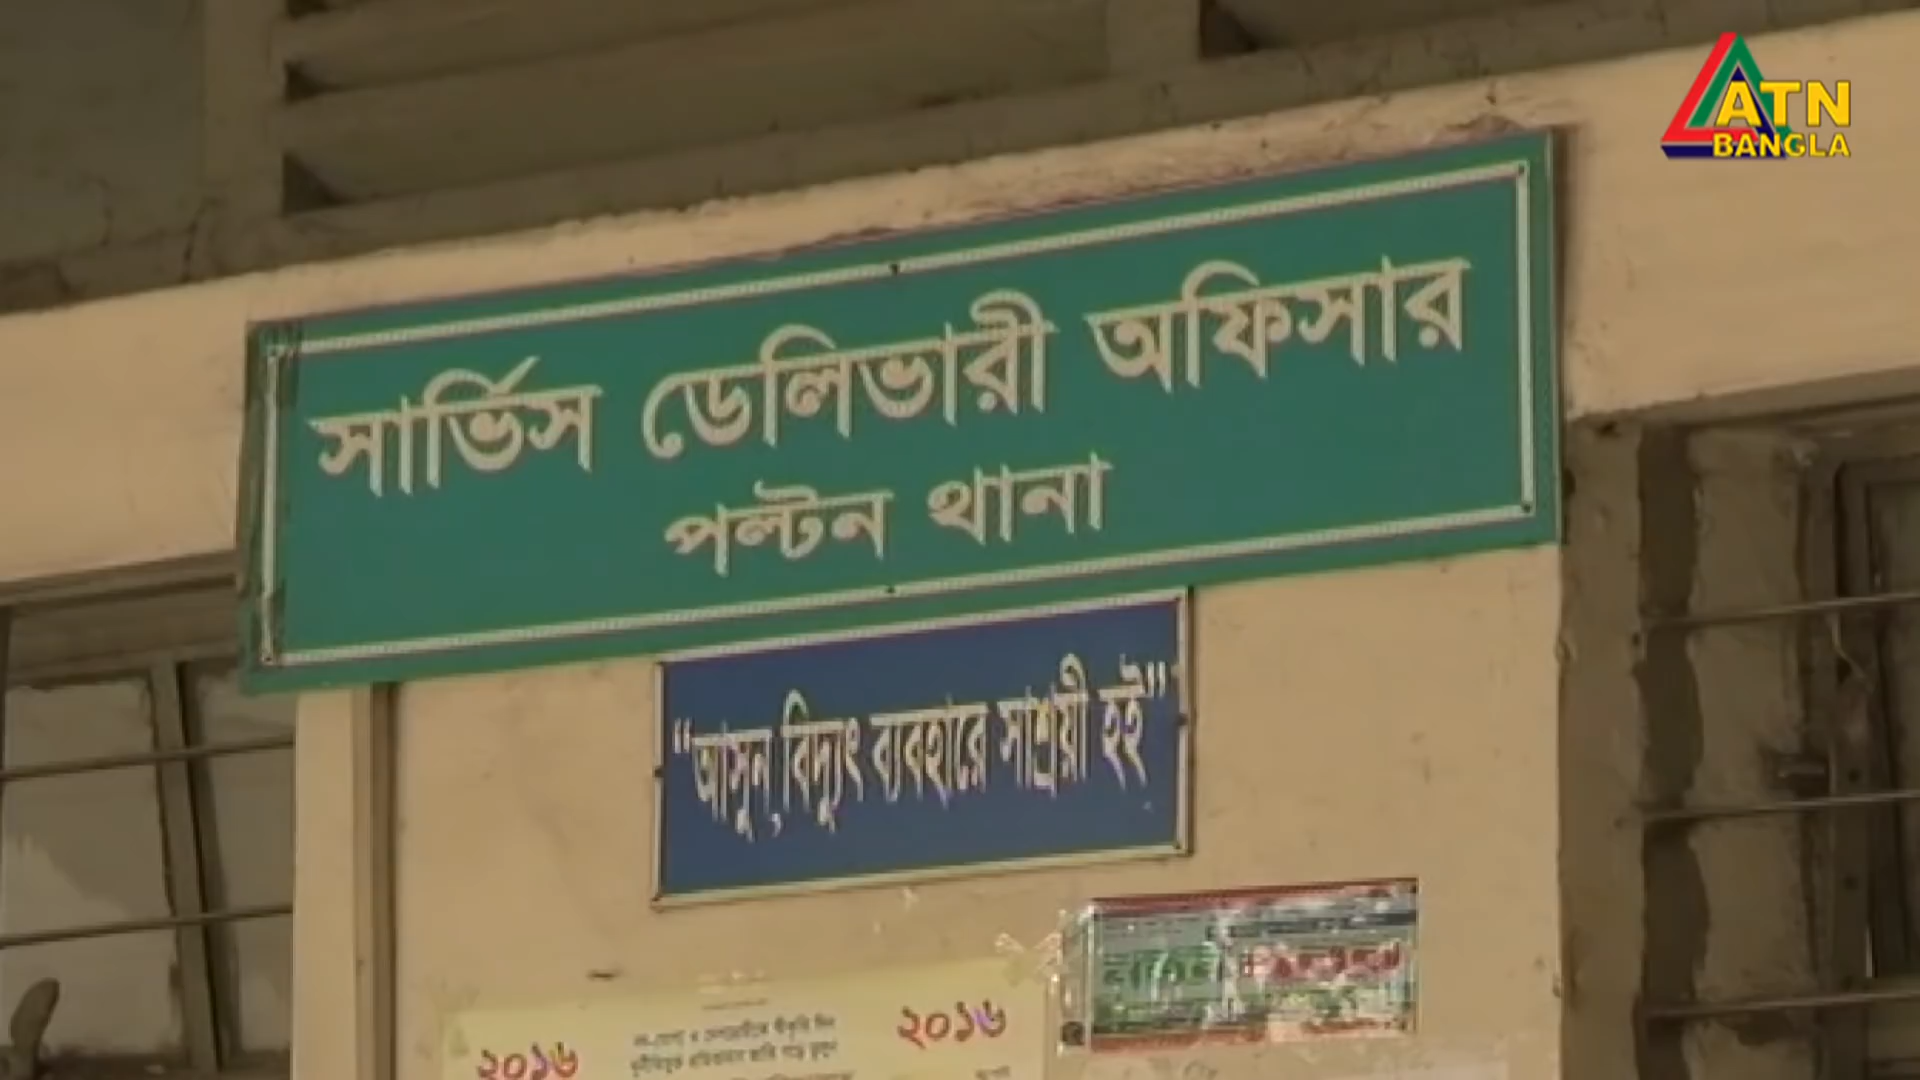 ATN
BANGLA
সার্ভিস ডেলিভারী অফিসার
পল্টন থানা
“আসুন, বিদ্যুৎ ব্যবহারে সাশ্রয়ী হই”
২০১৬
২০১৬